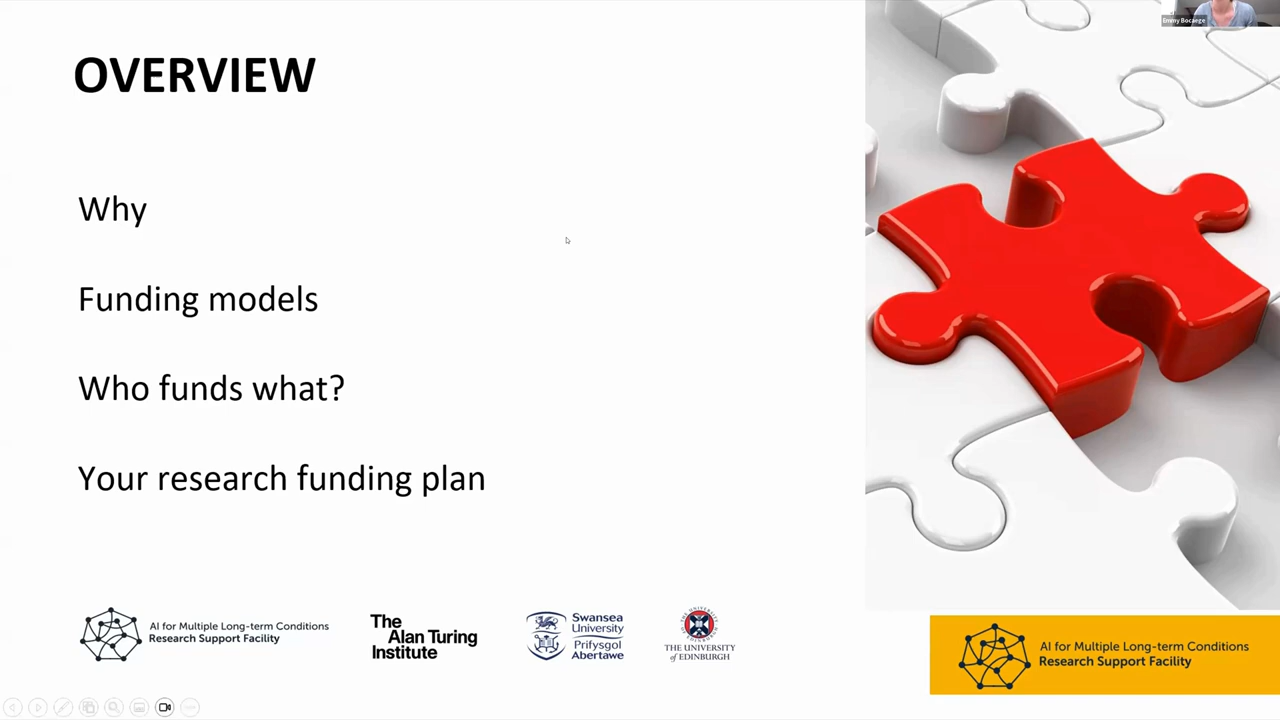 Emmy Bocaege
OVERVIEW
Why
Funding models
Who funds what?
Your research funding plan
AI for Multiple Long-term Conditions
Research Support Facility
The
Alan Turing
Institute
Swansea
University
Prifysgol
Abertawe
THE UNIVERSITY
of EDINBURGH
AI for Multiple Long-term Conditions
Research Support Facility